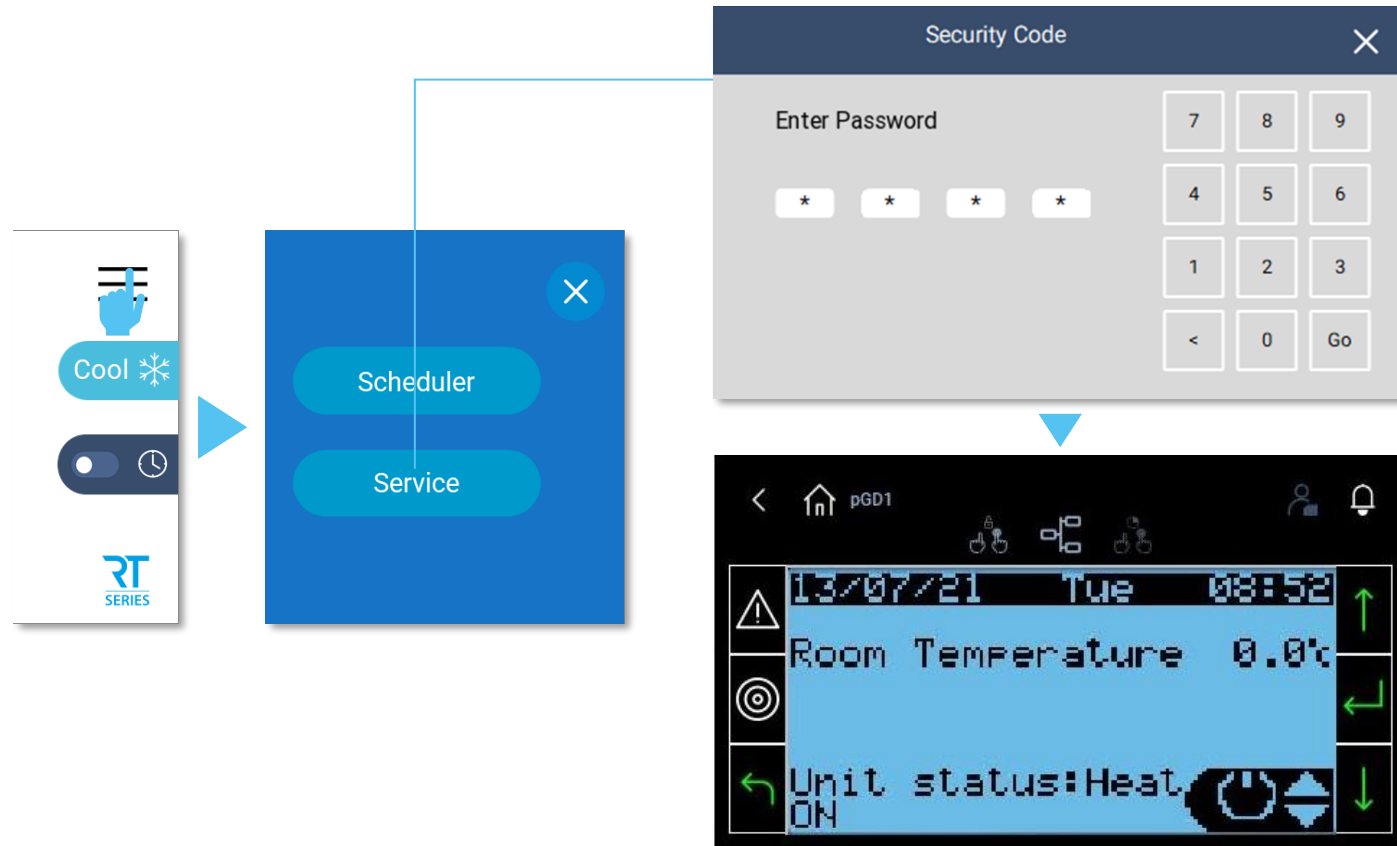 Cool
RT
SERIES
Scheduler
Service
Security Code
Enter Password
* * * *
7 8 9
4 5 6
1 2 3
< 0 Go
pGD1
13/07/21 Tue 08:52
Room Temperature 0.0℃
Unit status:Heat
ON